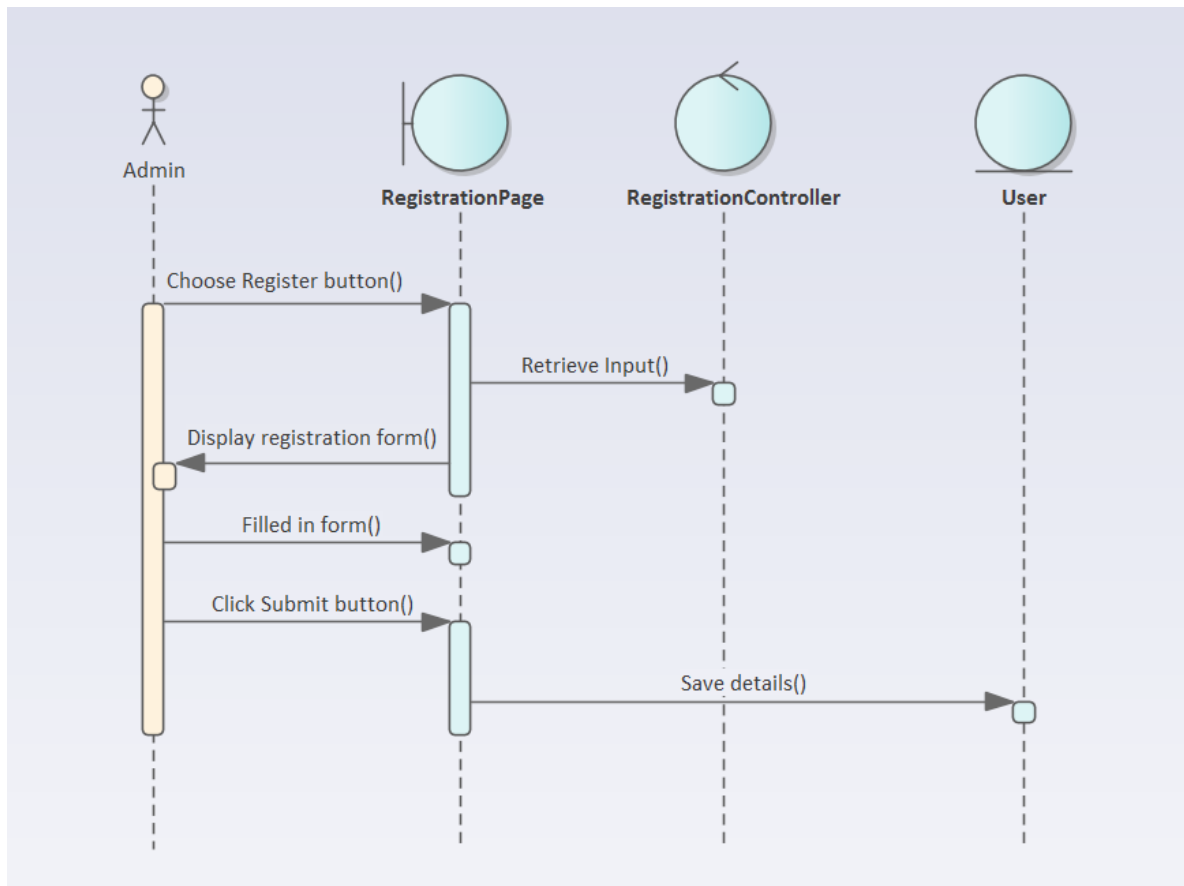 Admin
RegistrationPage
RegistrationController
User
Choose Register button()
Retrieve Input()
Display registration form()
Filled in form()
Click Submit button()
Save details()